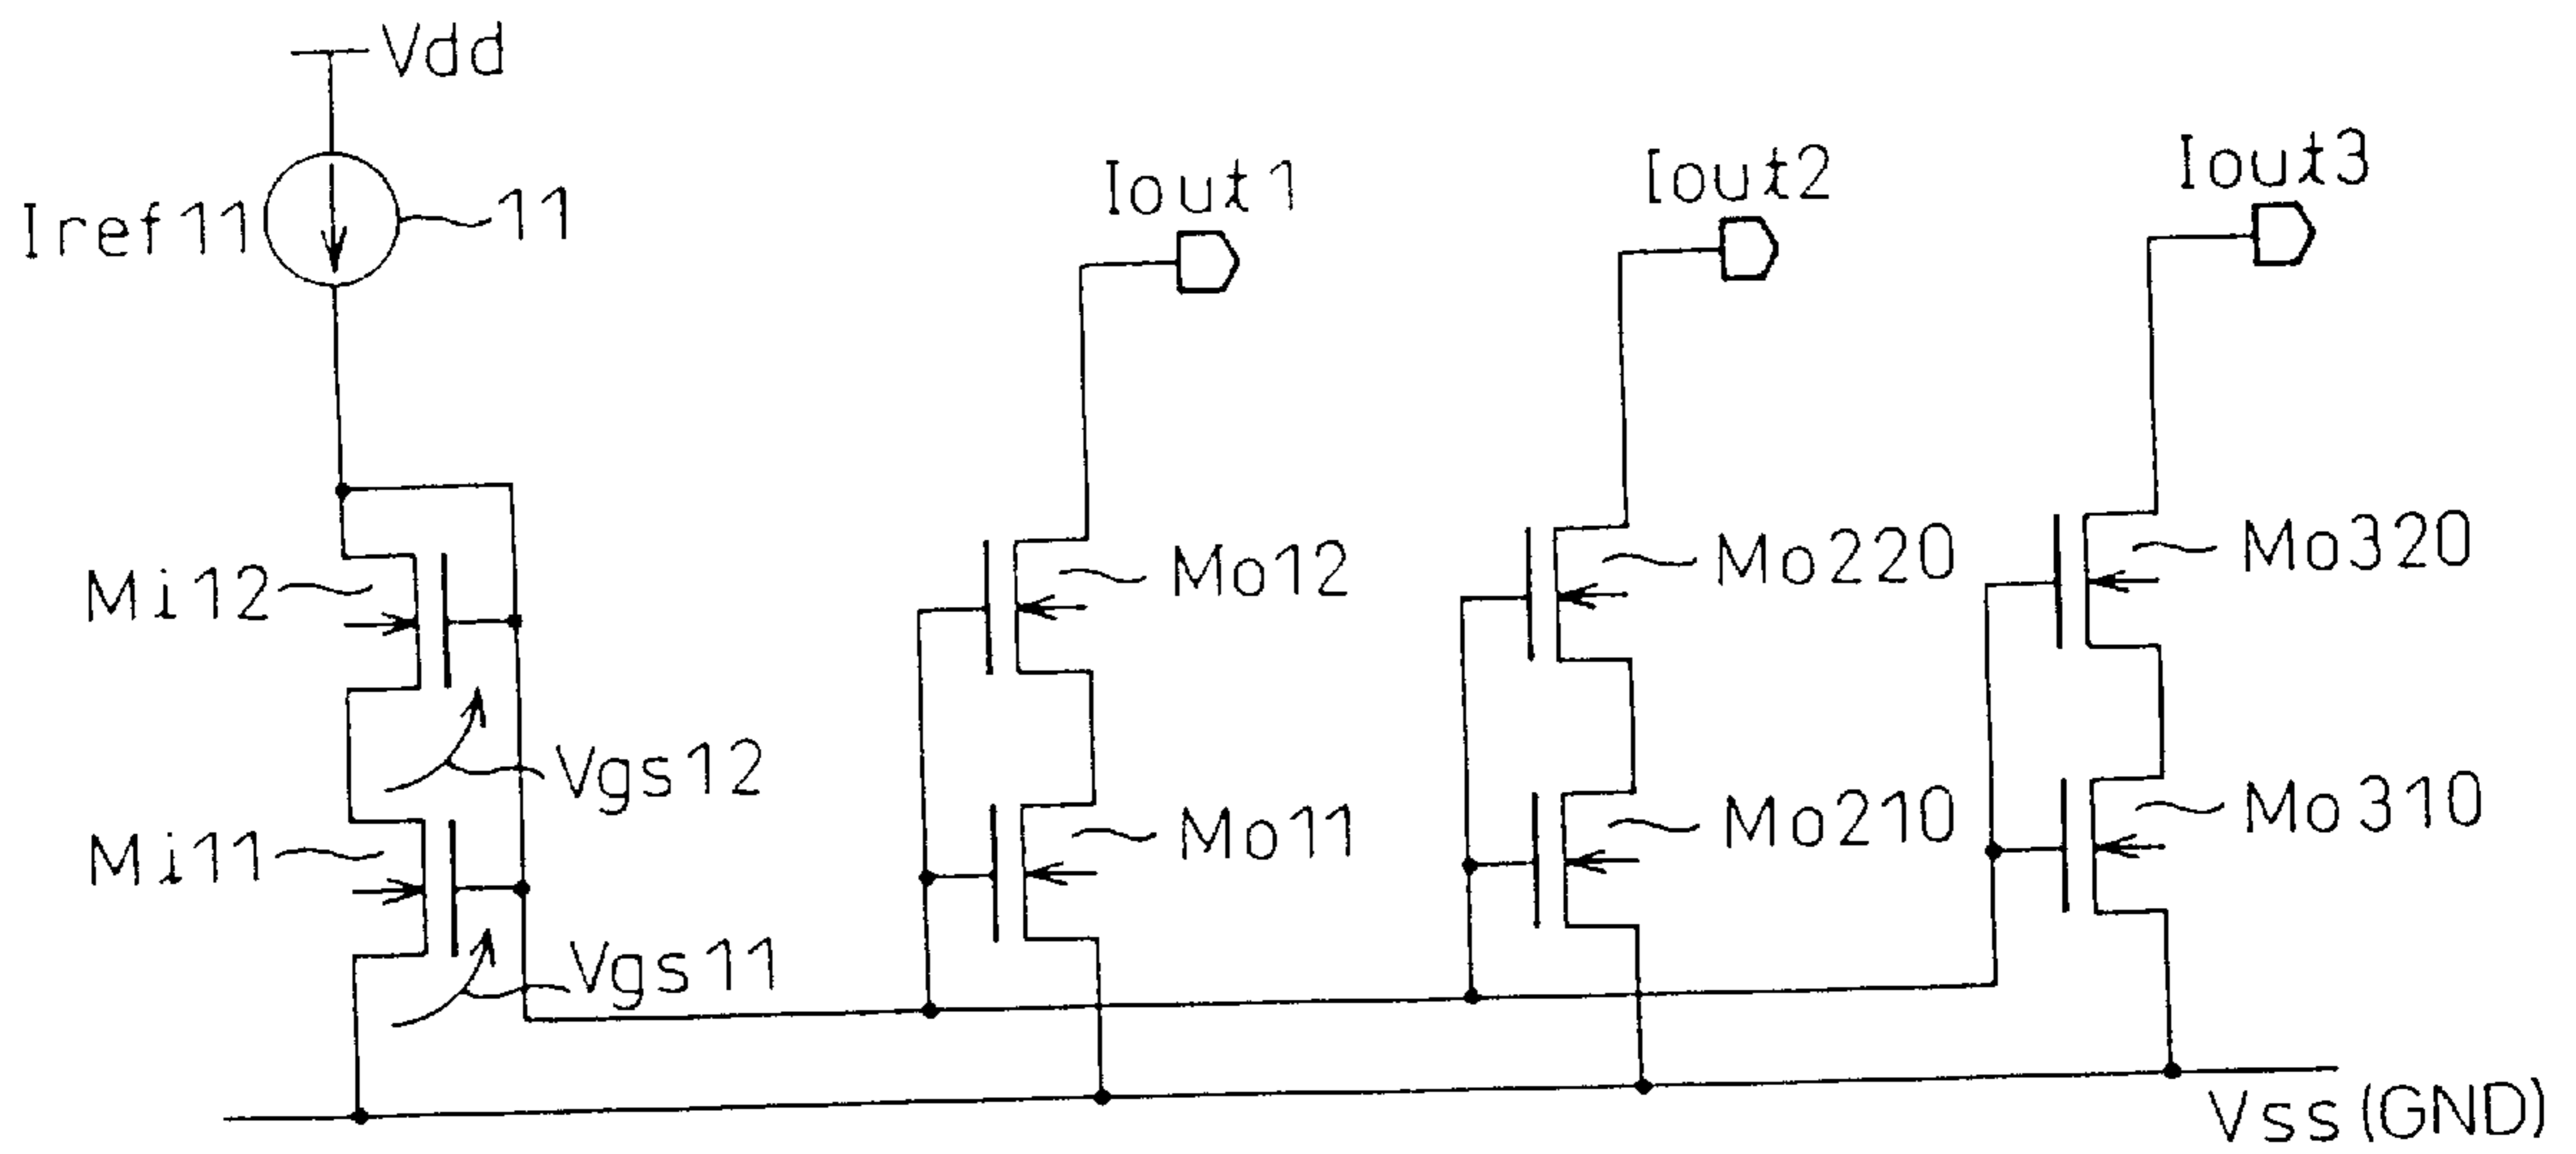 Vdd
Iref11
11
Iout1
Iout2
Iout3
Mi12
Mo12
Mo220
Mo320
Vgs12
Mi11
Mo11
Mo210
Mo310
Vgs11
Vss(GND)